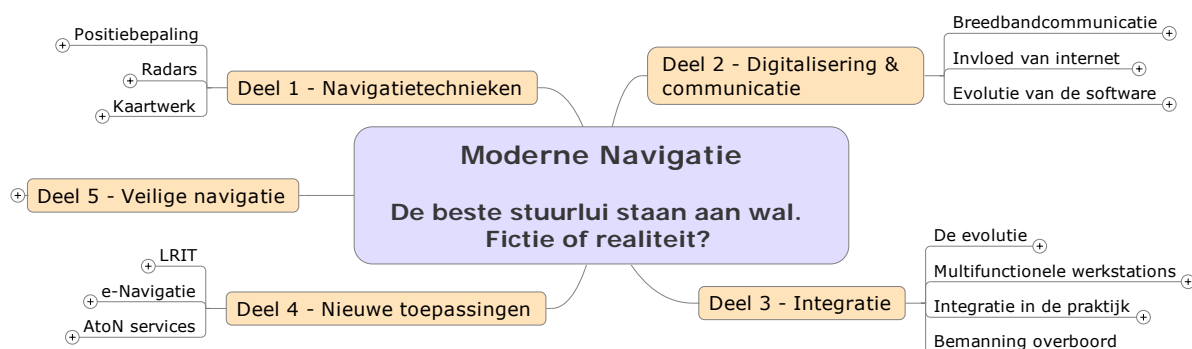 Moderne Navigatie
De beste stuurlui staan aan wal.
Fictie of realiteit?
Deel 1 - Navigatietechnieken
Positiebepaling
Radars
Kaartwerk
Deel 2 - Digitalisering &
communicatie
Breedbandcommunicatie
Invloed van internet
Evolutie van de software
Deel 3 - Integratie
De evolutie
Multifunctionele werkstations
Integratie in de praktijk
Bemanning overboord
Deel 4 - Nieuwe toepassingen
LRIT
e-Navigatie
AtoN services
Deel 5 - Veilige navigatie